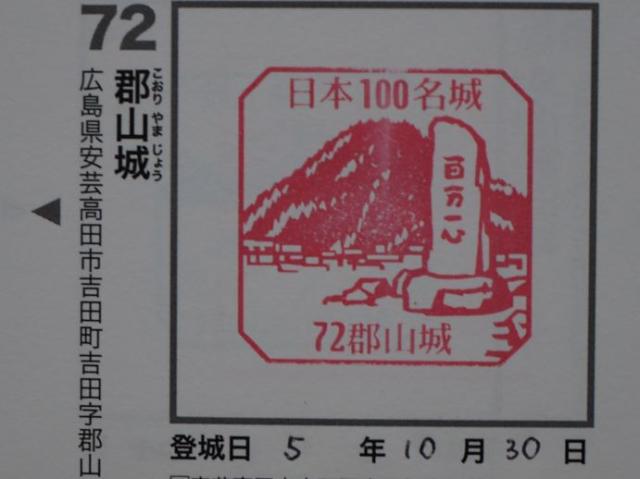 72
郡山城
こおり やま じょう
広島県安芸高田市吉田町吉田字郡山
日本100名城
百万一心
72郡山城
登城日 5 年 10 月 30 日